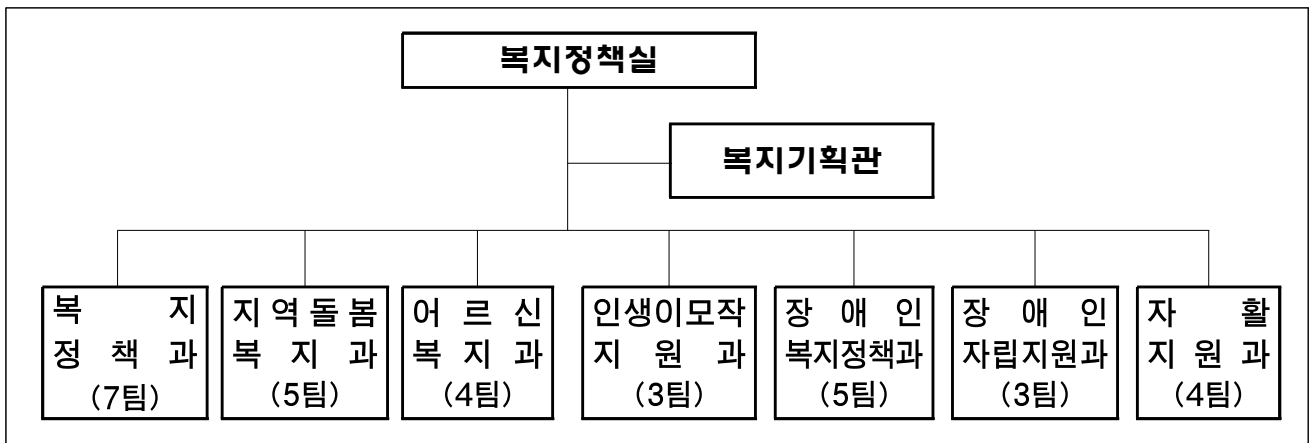 복지정책실
복지기획관
복 지
정 책 과
(7팀)
지역돌봄
복 지 과
(5팀)
어 르 신
복 지 과
(4팀)
인생이모작
지 원 과
(3팀)
장 애 인
복지정책과
(5팀)
장 애 인
자립지원과
(3팀)
자 활
지 원 과
(4팀)